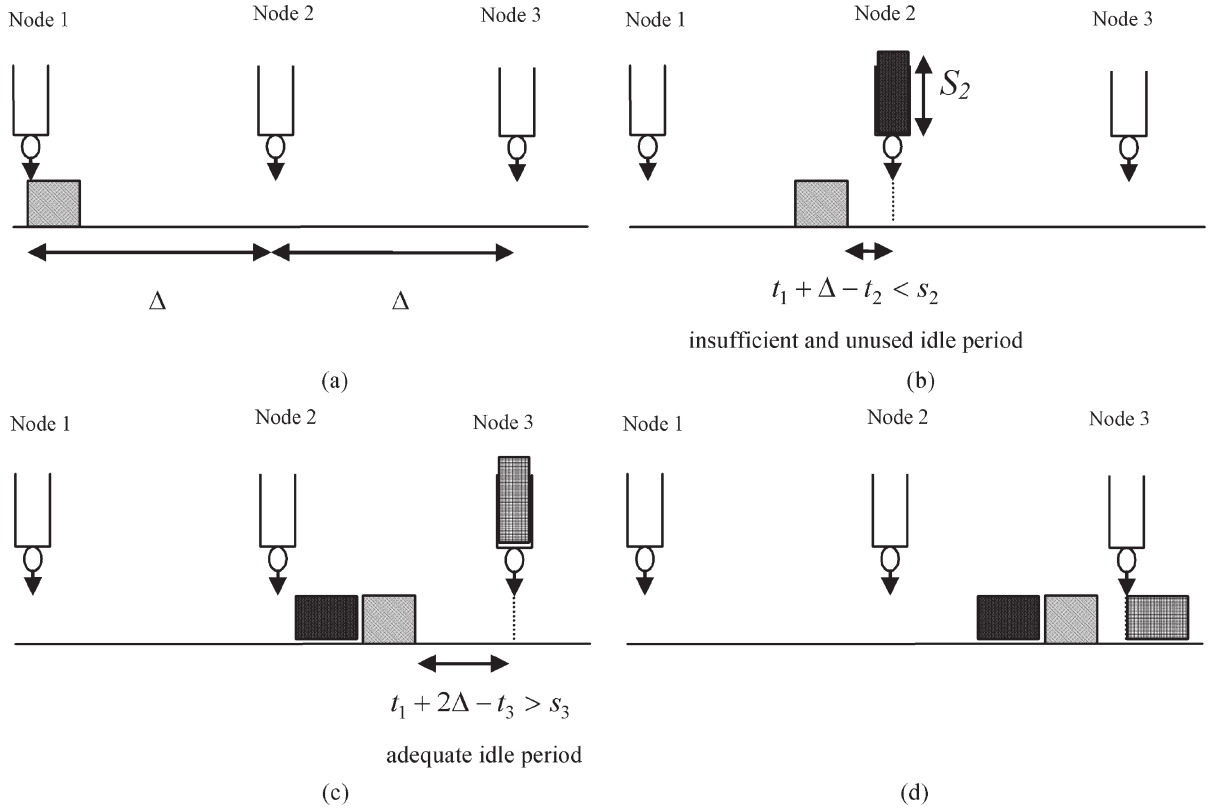 Node 1
Node 2
Node 3
Δ
Δ
(a)
Node 1
Node 2
Node 3
S₂
t₁ + Δ − t₂ < s₂
insufficient and unused idle period
(b)
Node 1
Node 2
Node 3
t₁ + 2Δ − t₃ > s₃
adequate idle period
(c)
Node 1
Node 2
Node 3
(d)